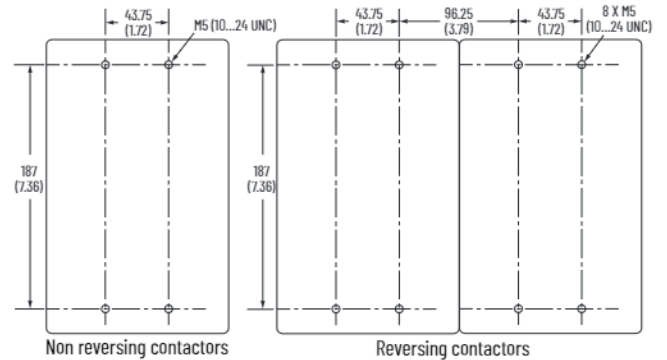 43.75
(1.72)
M5 (10...24 UNC)
187
(7.36)
Non reversing contactors
43.75
(1.72)
96.25
(3.79)
43.75
(1.72)
8 X M5
(10...24 UNC)
187
(7.36)
Reversing contactors